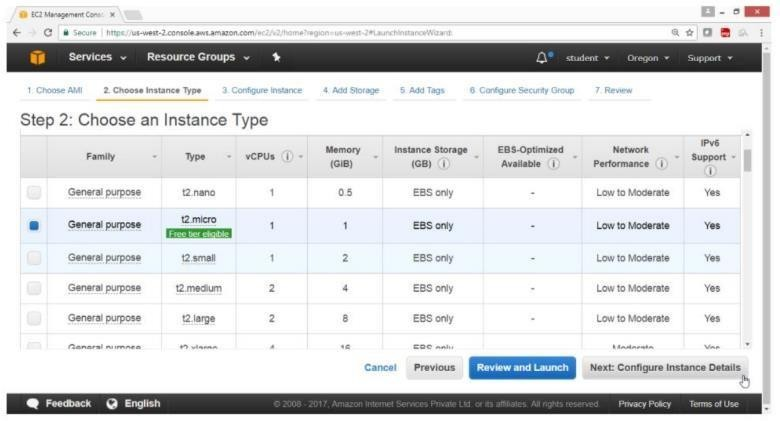 EC2 Management Conso
Secure | https://us-west-2.console.aws.amazon.com/ec2/v2/home?region=us-west-2#LaunchInstanceWizard:
Services Resource Groups student Oregon Support
1. Choose AMI 2. Choose Instance Type 3. Configure Instance 4. Add Storage 5. Add Tags 6. Configure Security Group 7. Review
Step 2: Choose an Instance Type
Family Type vCPUs Memory (GiB) Instance Storage (GB) EBS-Optimized Available Network Performance IPv6 Support
General purpose t2.nano 1 0.5 EBS only - Low to Moderate Yes
General purpose t2.micro Free tier eligible 1 1 EBS only - Low to Moderate Yes
General purpose t2.small 1 2 EBS only - Low to Moderate Yes
General purpose t2.medium 2 4 EBS only - Low to Moderate Yes
General purpose t2.large 2 8 EBS only - Low to Moderate Yes
General purpose t2.xlarge 4 16 EBS only Moderate Yes
Cancel Previous Review and Launch Next: Configure Instance Details
Feedback English © 2008 - 2017, Amazon Internet Services Private Ltd. or its affiliates. All rights reserved. Privacy Policy Terms of Use